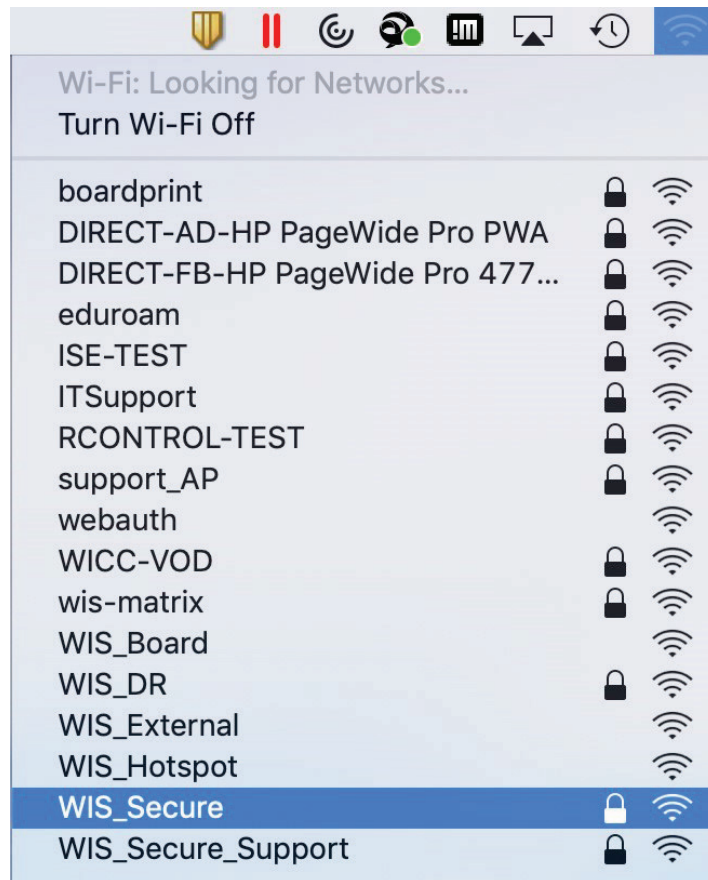 Wi-Fi: Looking for Networks...
Turn Wi-Fi Off
boardprint
DIRECT-AD-HP PageWide Pro PWA
DIRECT-FB-HP PageWide Pro 477...
eduroam
ISE-TEST
ITSupport
RCONTROL-TEST
support_AP
webauth
WICC-VOD
wis-matrix
WIS_Board
WIS_DR
WIS_External
WIS_Hotspot
WIS_Secure
WIS_Secure_Support